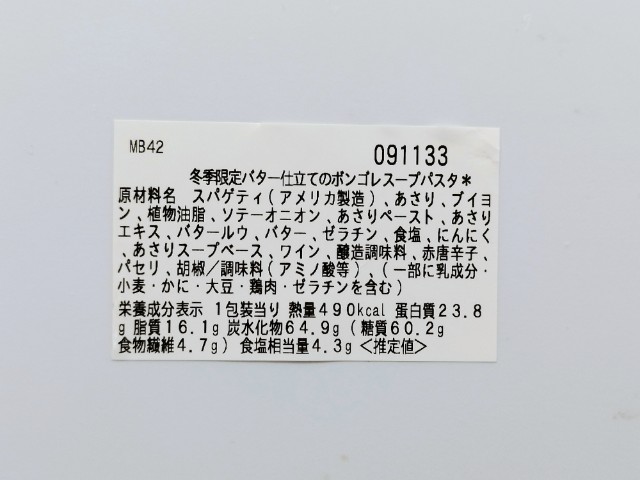 MB42
091133
冬季限定バター仕立てのボンゴレスープパスタ*
原材料名 スパゲティ(アメリカ製造)、あさり、ブイヨ
ン、植物油脂、ソテーオニオン、あさりペースト、あさり
エキス、バタールウ、バター、ゼラチン、食塩、にんにく
、あさりスープベース、ワイン、醸造調味料、赤唐辛子、
パセリ、胡椒/調味料(アミノ酸等)、(一部に乳成分・
小麦・かに・大豆・鶏肉・ゼラチンを含む)
栄養成分表示 1包装当り 熱量490kcal 蛋白質23.8
g 脂質16.1g 炭水化物64.9g(糖質60.2g
食物繊維4.7g) 食塩相当量4.3g <推定値>